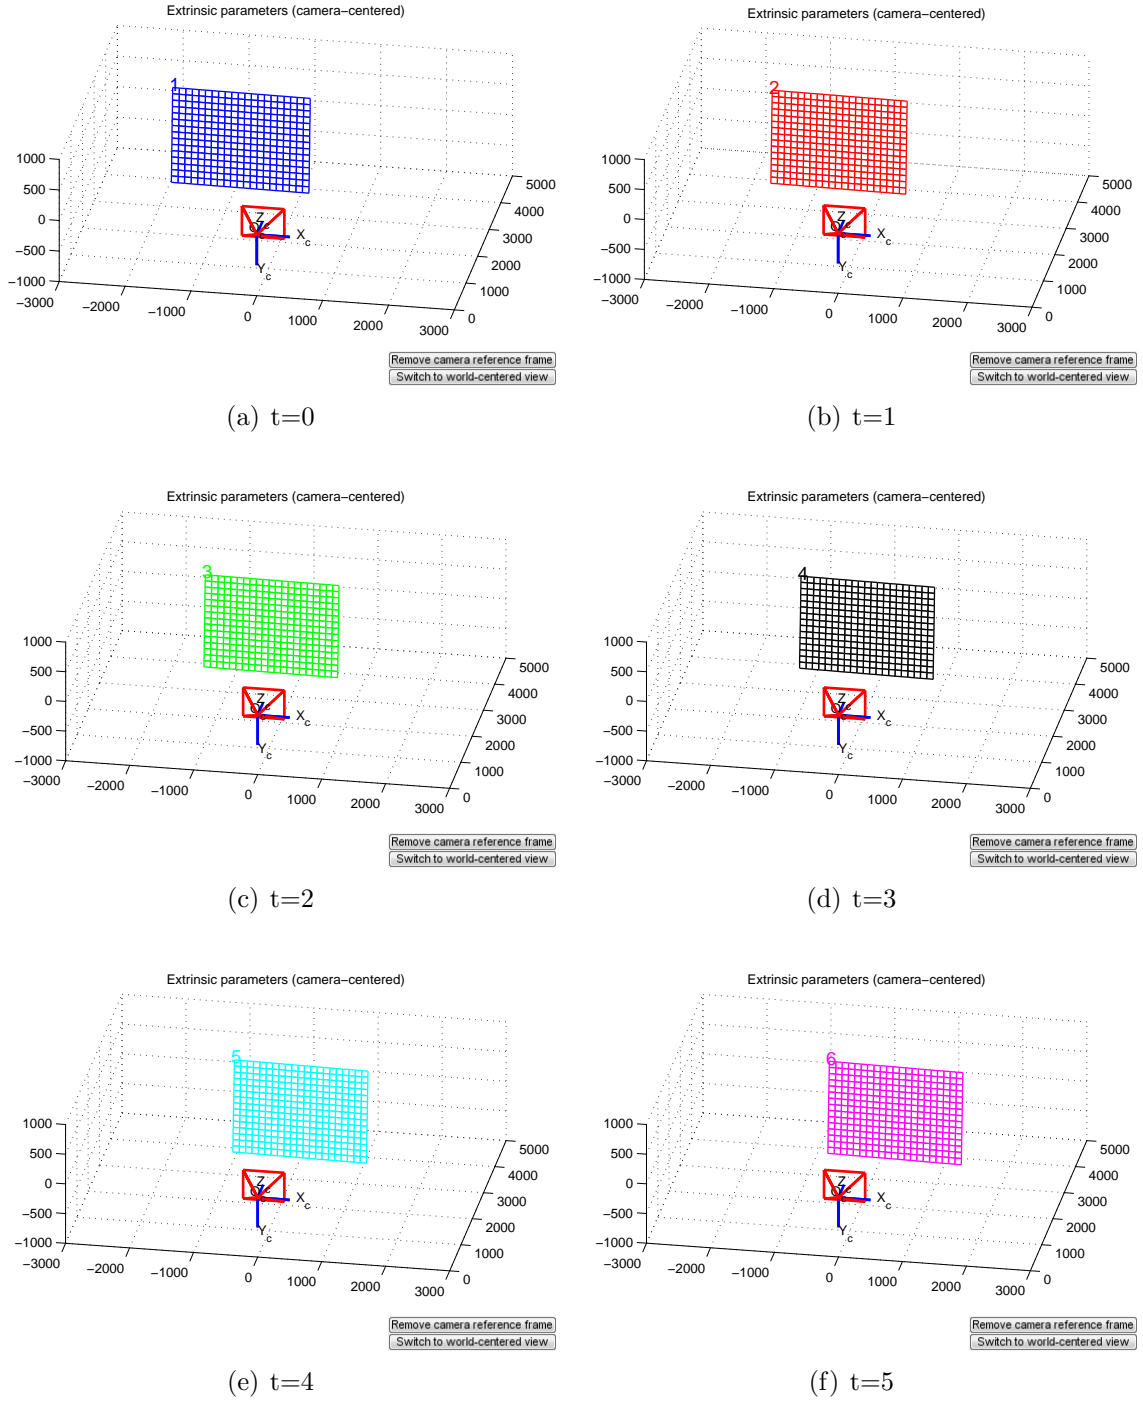 Extrinsic parameters (camera−centered)
1
1000
500
0
−500
−1000
−3000
−2000
−1000
0
1000
2000
3000
0
1000
2000
3000
4000
5000
Z
X c
Y c
Remove camera reference frame
Switch to world-centered view
(a) t=0
Extrinsic parameters (camera−centered)
2
1000
500
0
−500
−1000
−3000
−2000
−1000
0
1000
2000
3000
0
1000
2000
3000
4000
5000
Z
X c
Y c
Remove camera reference frame
Switch to world-centered view
(b) t=1
Extrinsic parameters (camera−centered)
3
1000
500
0
−500
−1000
−3000
−2000
−1000
0
1000
2000
3000
0
1000
2000
3000
4000
5000
Z
X c
Y c
Remove camera reference frame
Switch to world-centered view
(c) t=2
Extrinsic parameters (camera−centered)
4
1000
500
0
−500
−1000
−3000
−2000
−1000
0
1000
2000
3000
0
1000
2000
3000
4000
5000
Z
X c
Y c
Remove camera reference frame
Switch to world-centered view
(d) t=3
Extrinsic parameters (camera−centered)
5
1000
500
0
−500
−1000
−3000
−2000
−1000
0
1000
2000
3000
0
1000
2000
3000
4000
5000
Z
X c
Y c
Remove camera reference frame
Switch to world-centered view
(e) t=4
Extrinsic parameters (camera−centered)
6
1000
500
0
−500
−1000
−3000
−2000
−1000
0
1000
2000
3000
0
1000
2000
3000
4000
5000
Z
X c
Y c
Remove camera reference frame
Switch to world-centered view
(f) t=5